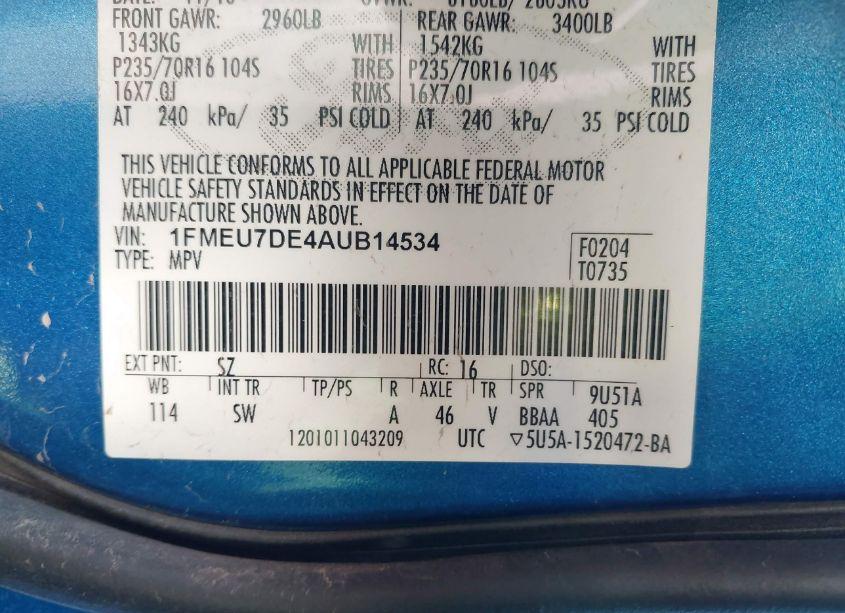 FRONT GAWR: 2960LB REAR GAWR: 3400LB
1343KG WITH 1542KG WITH
P235/70R16 104S TIRES P235/70R16 104S TIRES
16X7.0J RIMS 16X7.0J RIMS
AT 240 kPa/ 35 PSI COLD AT 240 kPa/ 35 PSI COLD
THIS VEHICLE CONFORMS TO ALL APPLICABLE FEDERAL MOTOR
VEHICLE SAFETY STANDARDS IN EFFECT ON THE DATE OF
MANUFACTURE SHOWN ABOVE.
VIN: 1FMEU7DE4AUB14534 F0204
TYPE: MPV T0735
EXT PNT: SZ RC: 16 DSO:
WB INT TR TP/PS R AXLE TR SPR 9U51A
114 SW A 46 V BBAA 405
1201011043209 UTC ▽5U5A-1520472-BA